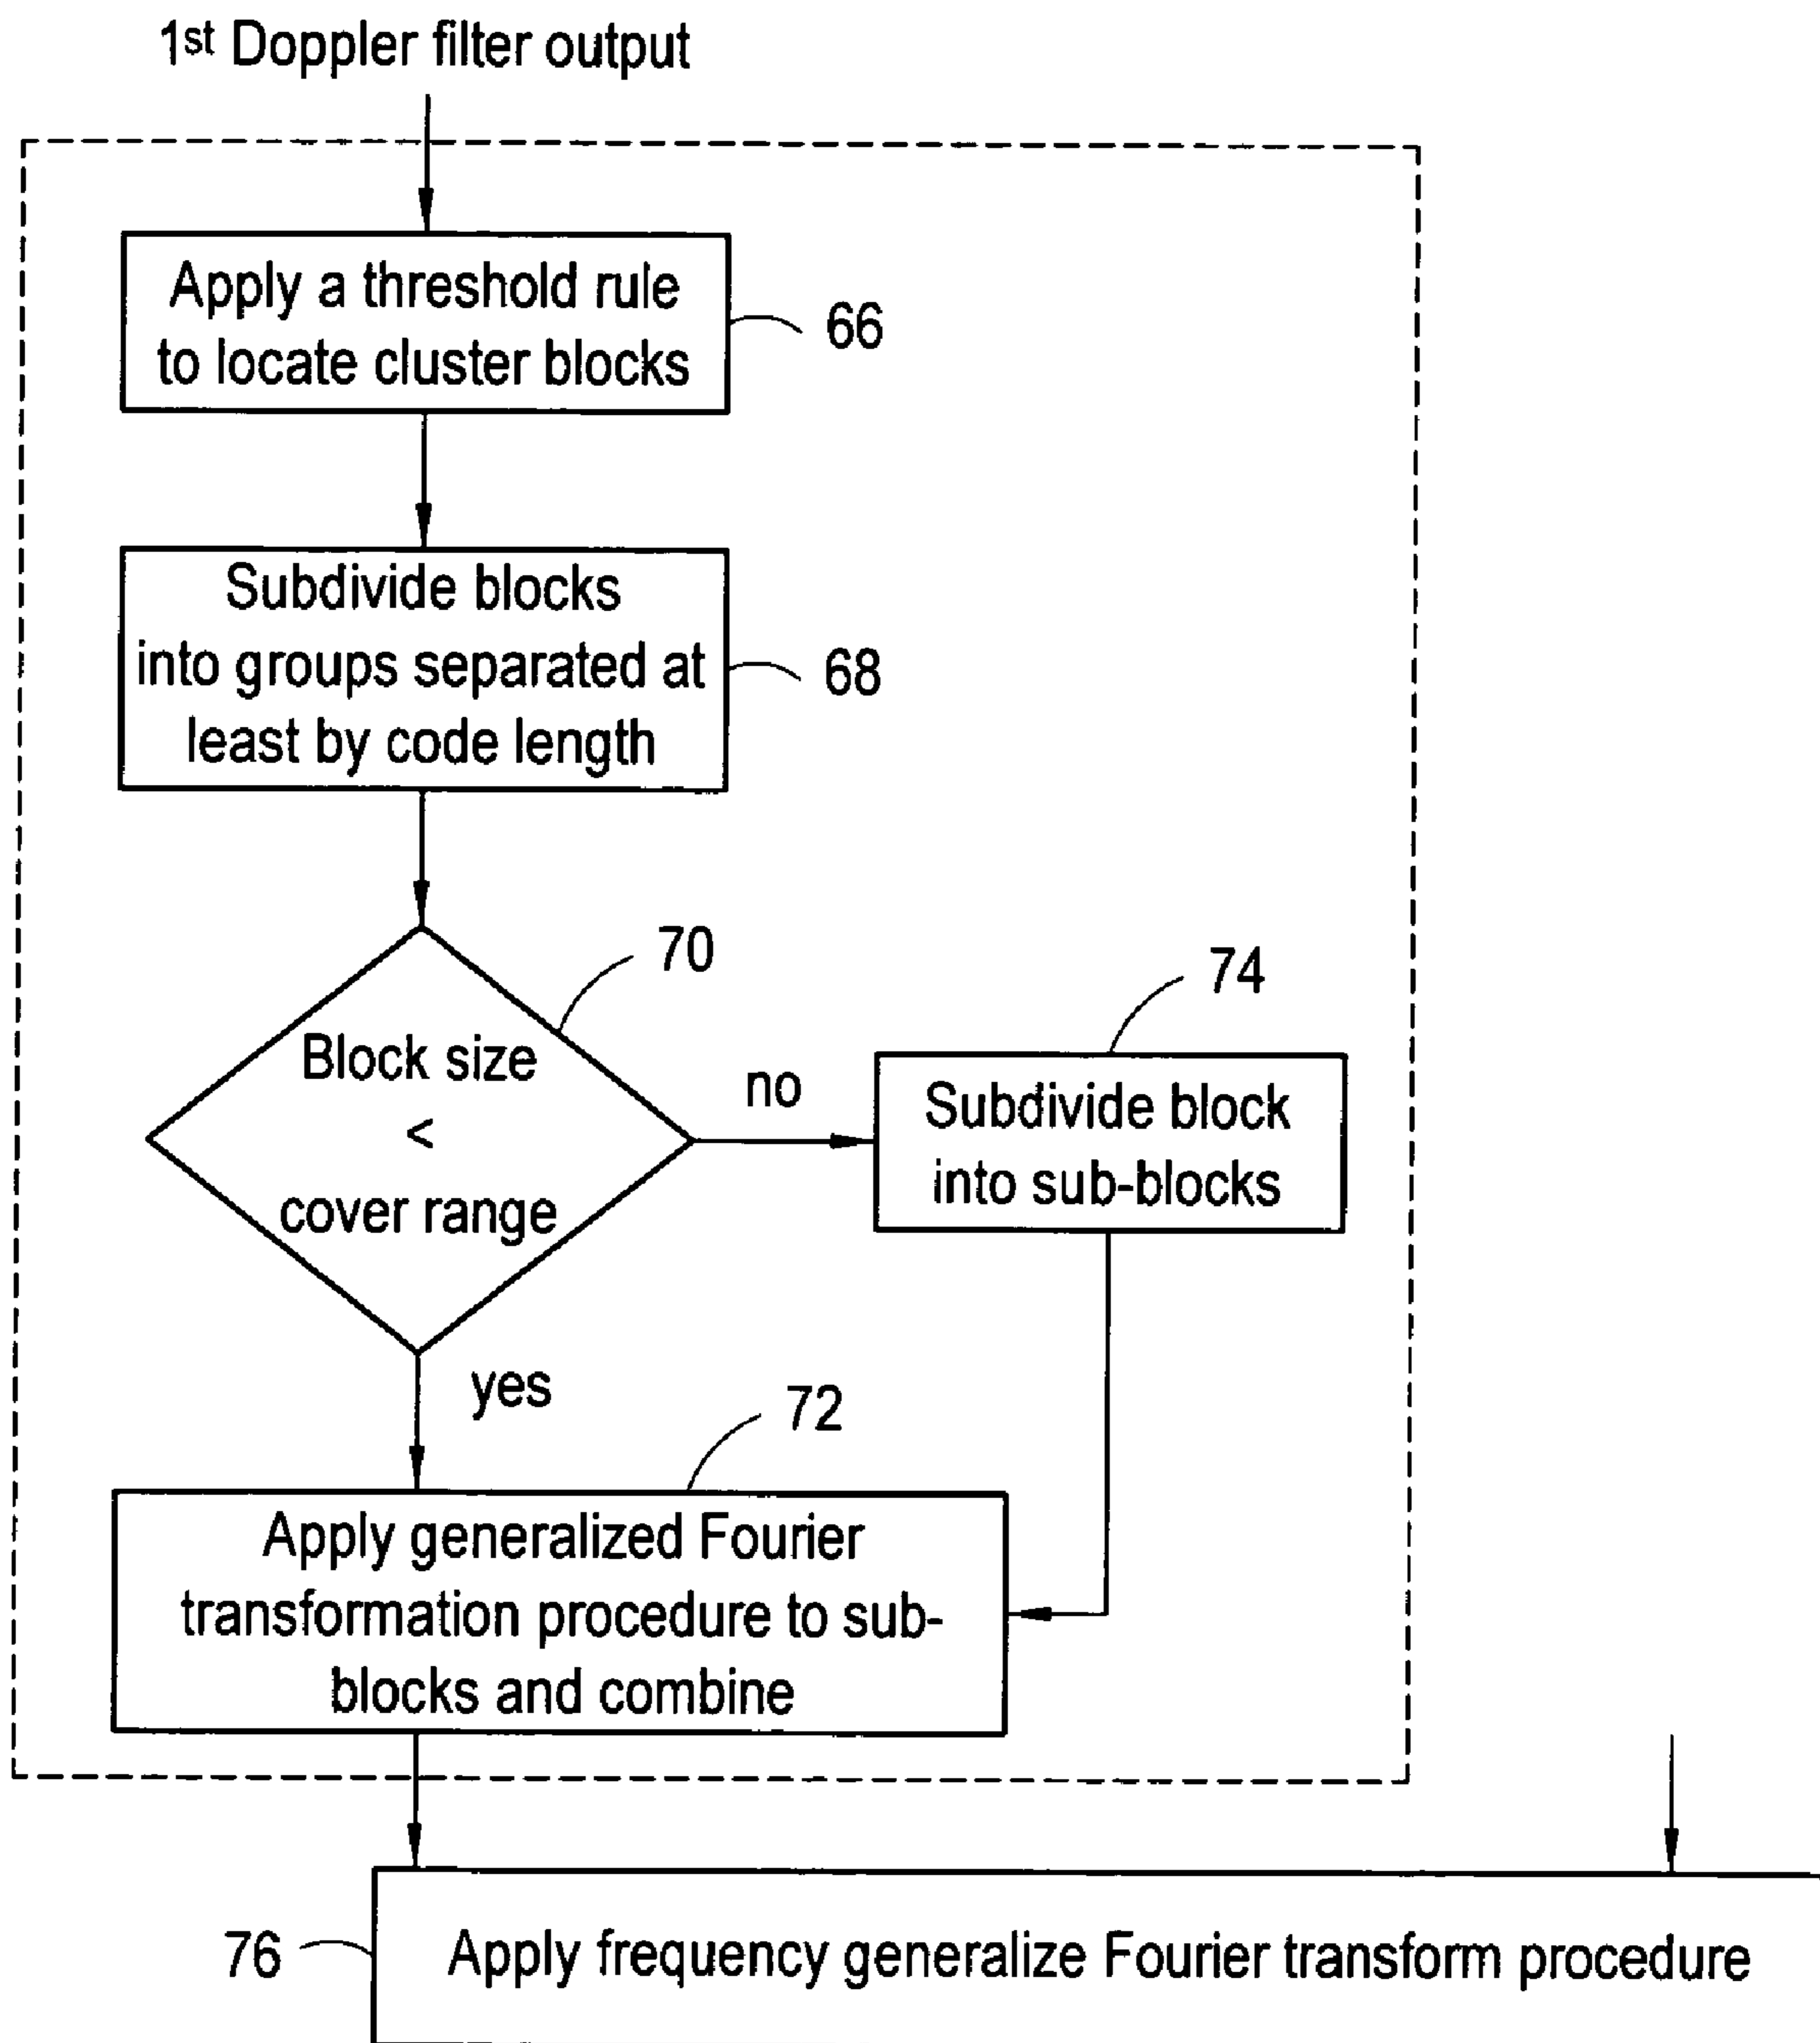 1st Doppler filter output
Apply a threshold rule
to locate cluster blocks
66
Subdivide blocks
into groups separated at
least by code length
68
70
Block size
<
cover range
no
74
Subdivide block
into sub-blocks
yes
72
Apply generalized Fourier
transformation procedure to sub-
blocks and combine
76
Apply frequency generalize Fourier transform procedure